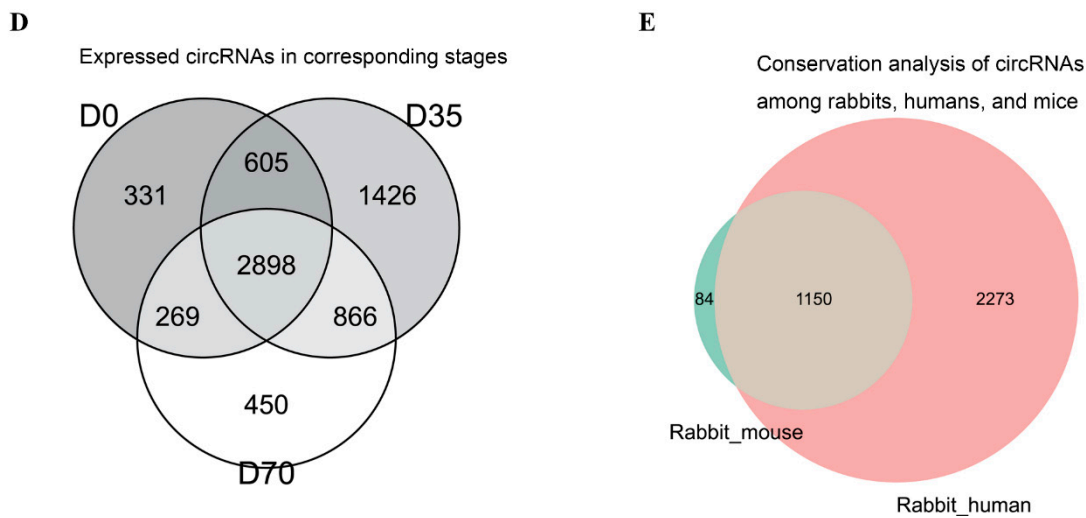 D
Expressed circRNAs in corresponding stages
D0
D35
605
331
1426
2898
269
866
450
D70
E
Conservation analysis of circRNAs
among rabbits, humans, and mice
84
1150
2273
Rabbit_mouse
Rabbit_human